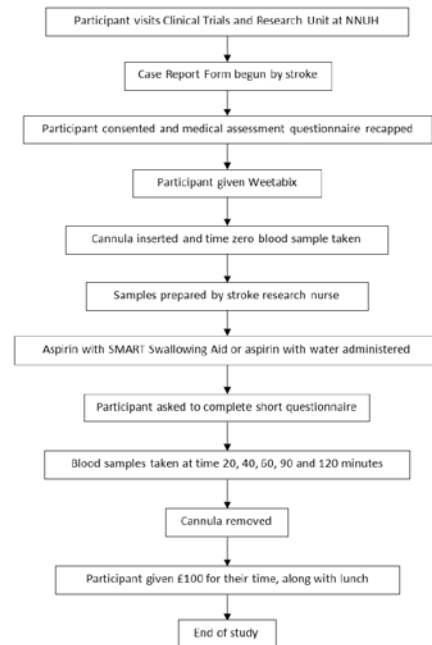 Participant visits Clinical Trials and Research Unit at NNUH
Case Report Form begun by stroke
Participant consented and medical assessment questionnaire recapped
Participant given Weetabix
Cannula inserted and time zero blood sample taken
Samples prepared by stroke research nurse
Aspirin with SMART Swallowing Aid or aspirin with water administered
Participant asked to complete short questionnaire
Blood samples taken at time 20, 40, 60, 90 and 120 minutes
Cannula removed
Participant given £100 for their time, along with lunch
End of study